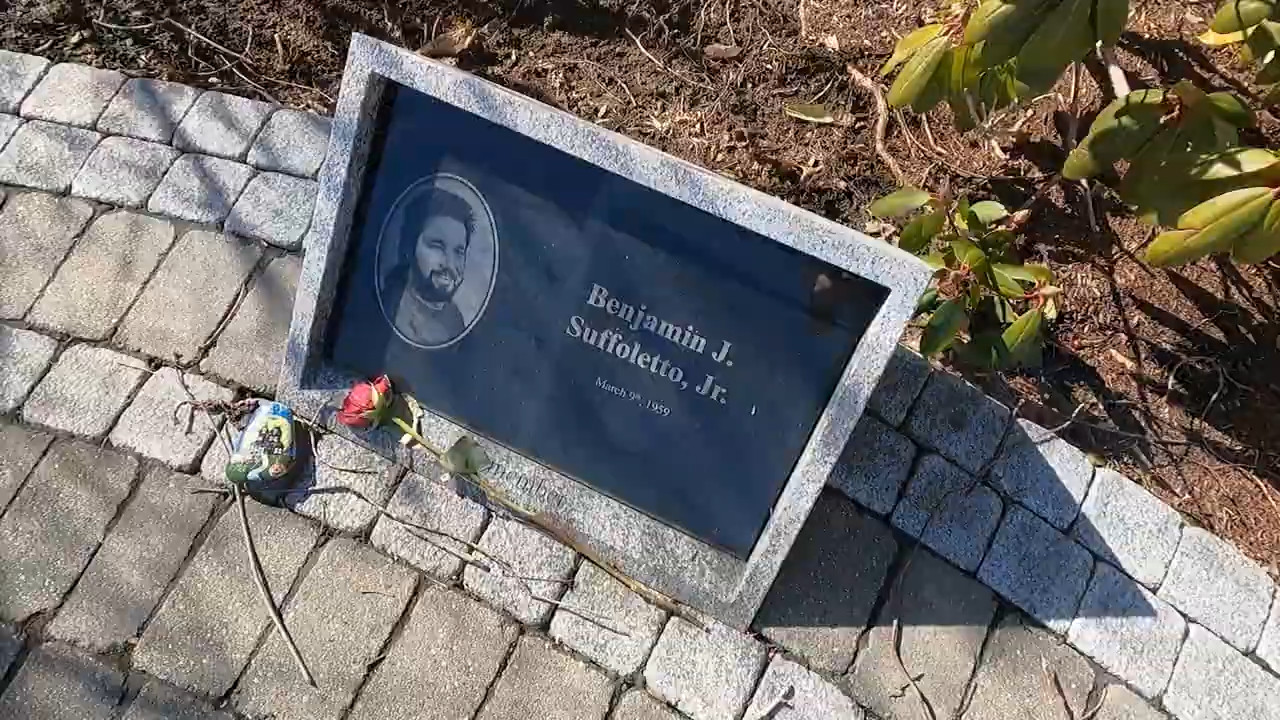 Benjamin J.
Suffoletto, Jr.
March 9th, 1959